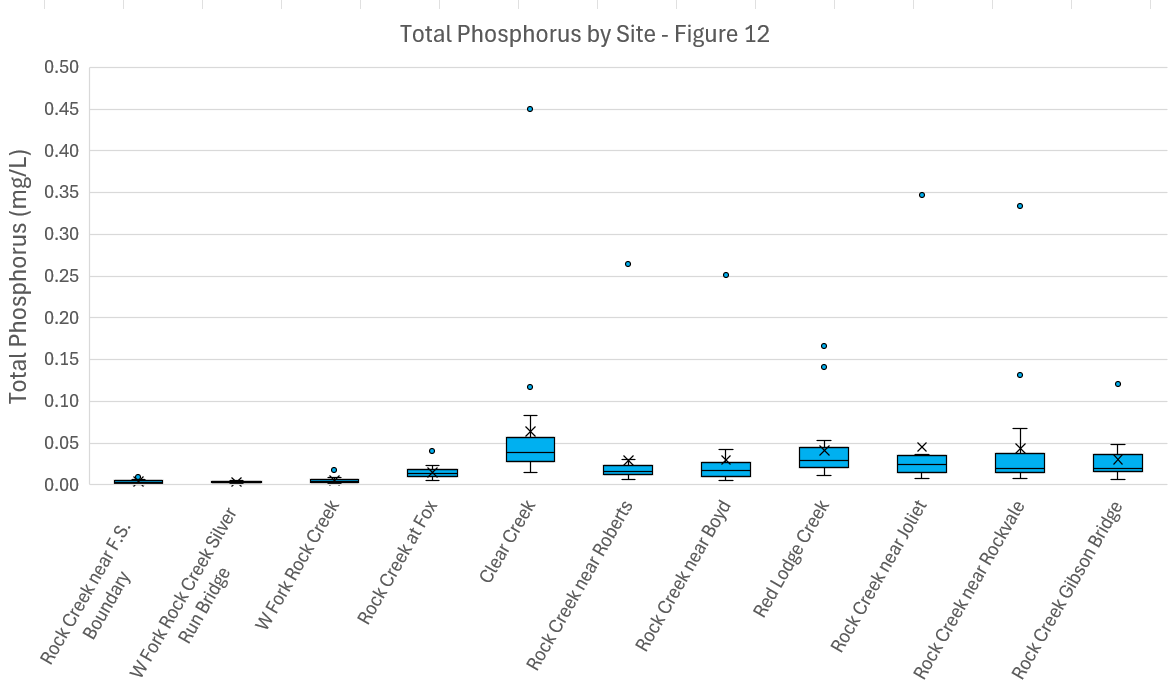 Total Phosphorus by Site - Figure 12
Total Phosphorus (mg/L)
0.50
0.45
0.40
0.35
0.30
0.25
0.20
0.15
0.10
0.05
0.00
Rock Creek near F.S.
Boundary
W Fork Rock Creek Silver
Run Bridge
W Fork Rock Creek
Rock Creek at Fox
Clear Creek
Rock Creek near Roberts
Rock Creek near Boyd
Red Lodge Creek
Rock Creek near Joliet
Rock Creek near Rockvale
Rock Creek Gibson Bridge